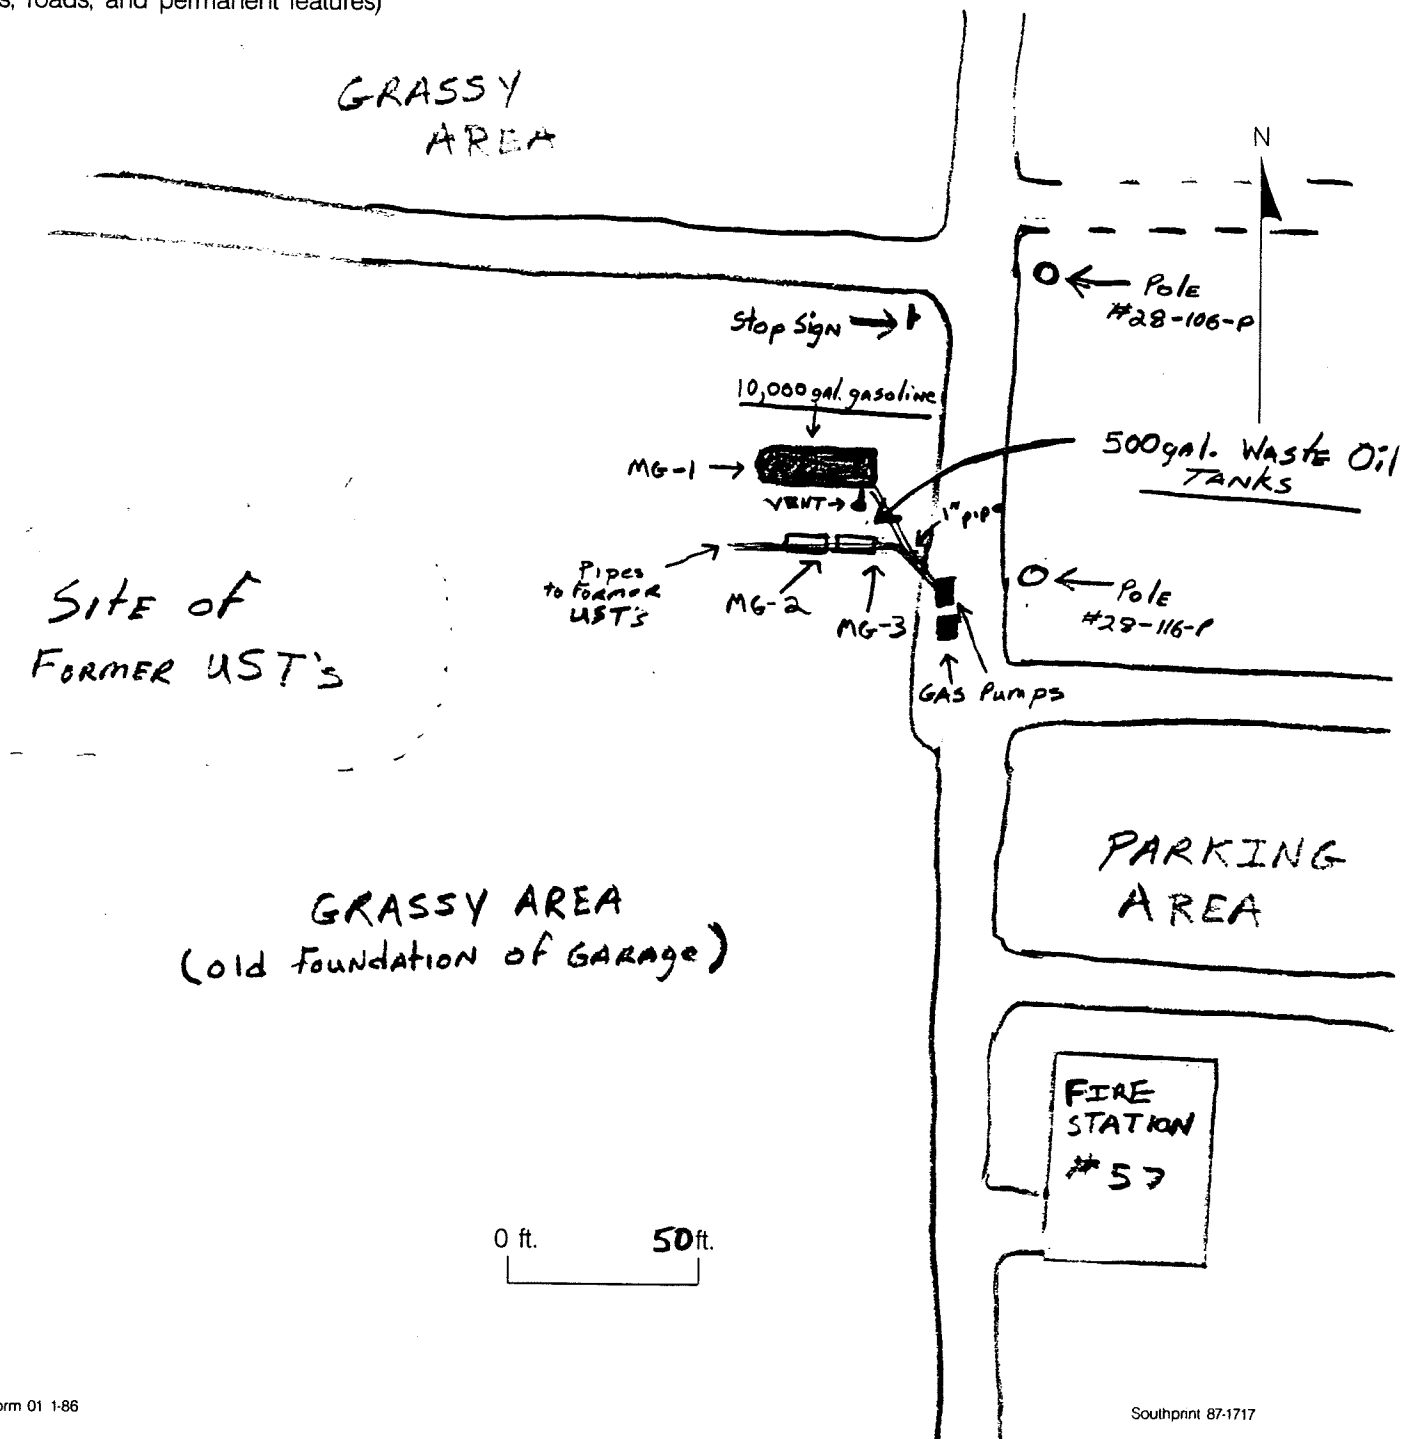 s, roads, and permanent features)
GRASSY
AREA
N
Pole
#28-106-P
Stop Sign
10,000 gal. gasoline
500 gal. Waste Oil
TANKS
MG-1
VENT
1" pipe
Pipes
to Former
UST's
MG-2
MG-3
Pole
#28-116-P
Site of
Former UST's
GAS Pumps
PARKING
AREA
GRASSY AREA
(old foundation of GARAge)
FIRE
STATION
#57
0 ft.
50 ft.
orm 01 1-86
Southprint 87-1717